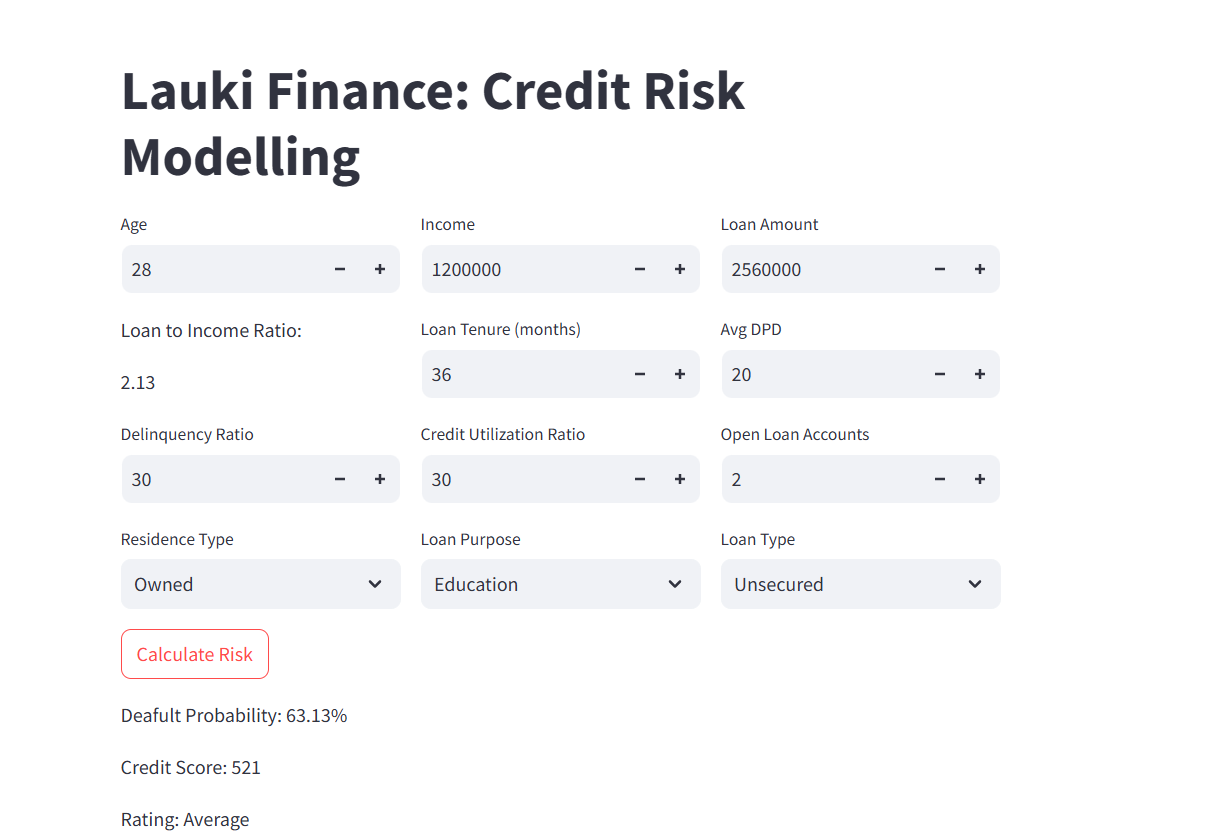 Lauki Finance: Credit Risk
Modelling
Age
Income
Loan Amount
28
1200000
2560000
Loan to Income Ratio:
Loan Tenure (months)
Avg DPD
2.13
36
20
Delinquency Ratio
Credit Utilization Ratio
Open Loan Accounts
30
30
2
Residence Type
Loan Purpose
Loan Type
Owned
Education
Unsecured
Calculate Risk
Deafult Probability: 63.13%
Credit Score: 521
Rating: Average